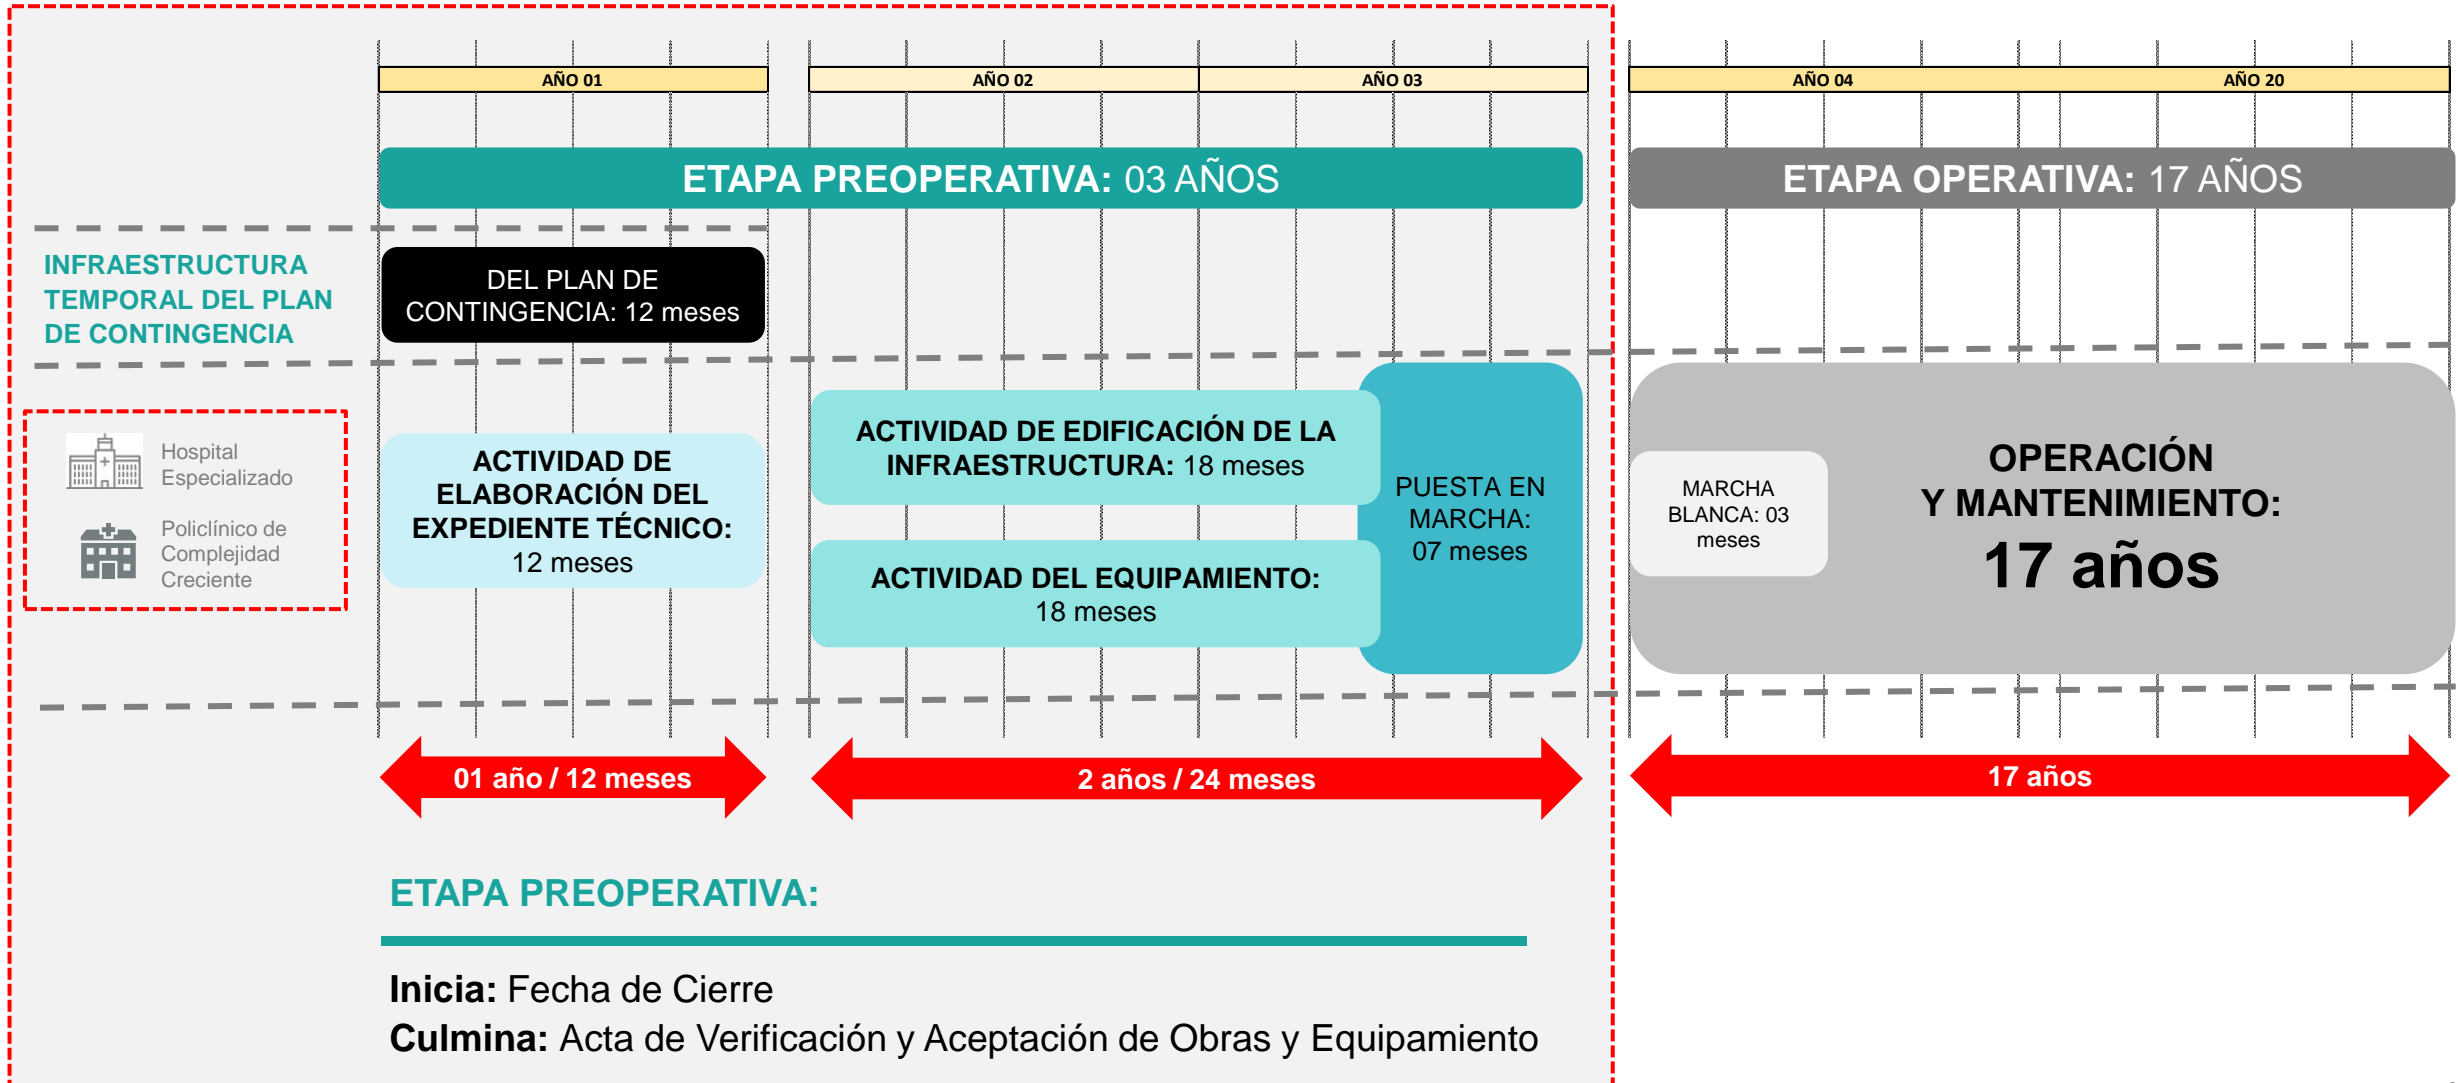 AÑO 01
AÑO 02
AÑO 03
AÑO 04
AÑO 20
ETAPA PREOPERATIVA: 03 AÑOS
ETAPA OPERATIVA: 17 AÑOS
INFRAESTRUCTURA
TEMPORAL DEL PLAN
DE CONTINGENCIA
DEL PLAN DE
CONTINGENCIA: 12 meses
Hospital
Especializado
Policlínico de
Complejidad
Creciente
ACTIVIDAD DE
ELABORACIÓN DEL
EXPEDIENTE TÉCNICO:
12 meses
ACTIVIDAD DE EDIFICACIÓN DE LA
INFRAESTRUCTURA: 18 meses
ACTIVIDAD DEL EQUIPAMIENTO:
18 meses
PUESTA EN
MARCHA:
07 meses
MARCHA
BLANCA: 03
meses
OPERACIÓN
Y MANTENIMIENTO:
17 años
01 año / 12 meses
2 años / 24 meses
17 años
ETAPA PREOPERATIVA:
Inicia: Fecha de Cierre
Culmina: Acta de Verificación y Aceptación de Obras y Equipamiento